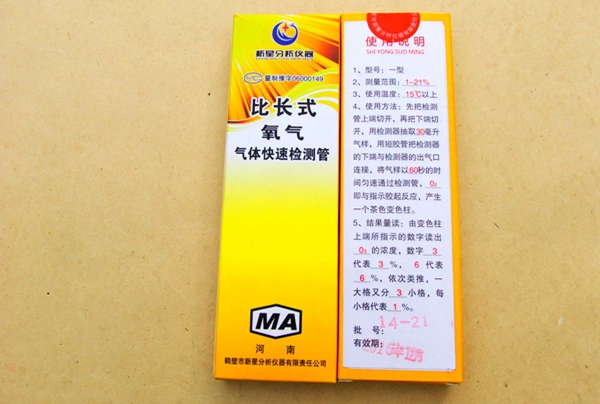 新星分析仪器
MC 量制豫字06000149
比长式
氧气
气体快速检测管
MA
河南
鹤壁市新星分析仪器有限责任公司
使用说明
SHI YONG SUO MING
1、型号：一型
2、测量范围：1-21%
3、使用温度：15℃以上
4、使用方法：先把检测
管上端切开，再把下端切
开，用检测器抽取30毫升
气样，用短胶管把检测器
的下端与检测器的出气口
连接，将气样以60秒的时
间匀速通过检测管，O₂
即与指示胶起反应，产生
一个茶色变色柱。
5、结果量读：由变色柱
上端所指示的数字读出
O₂的浓度，数字 3
代表 3 %， 6 代表
6 %，依次类推，一
大格又分 3 小格，每
小格代表 1 %。
批号：14-21
有效期：